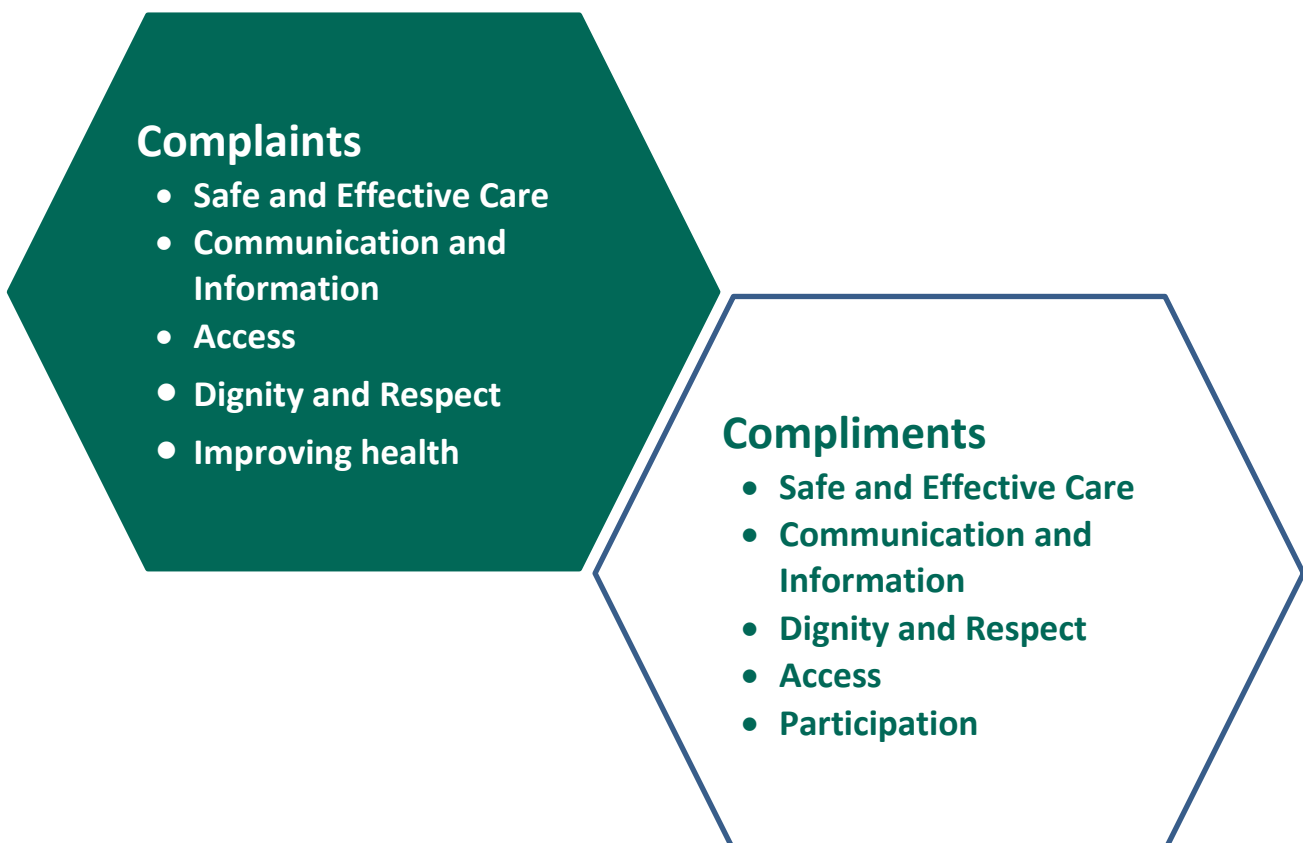 Complaints
• Safe and Effective Care
• Communication and
Information
• Access
• Dignity and Respect
• Improving health
Compliments
• Safe and Effective Care
• Communication and
Information
• Dignity and Respect
• Access
• Participation